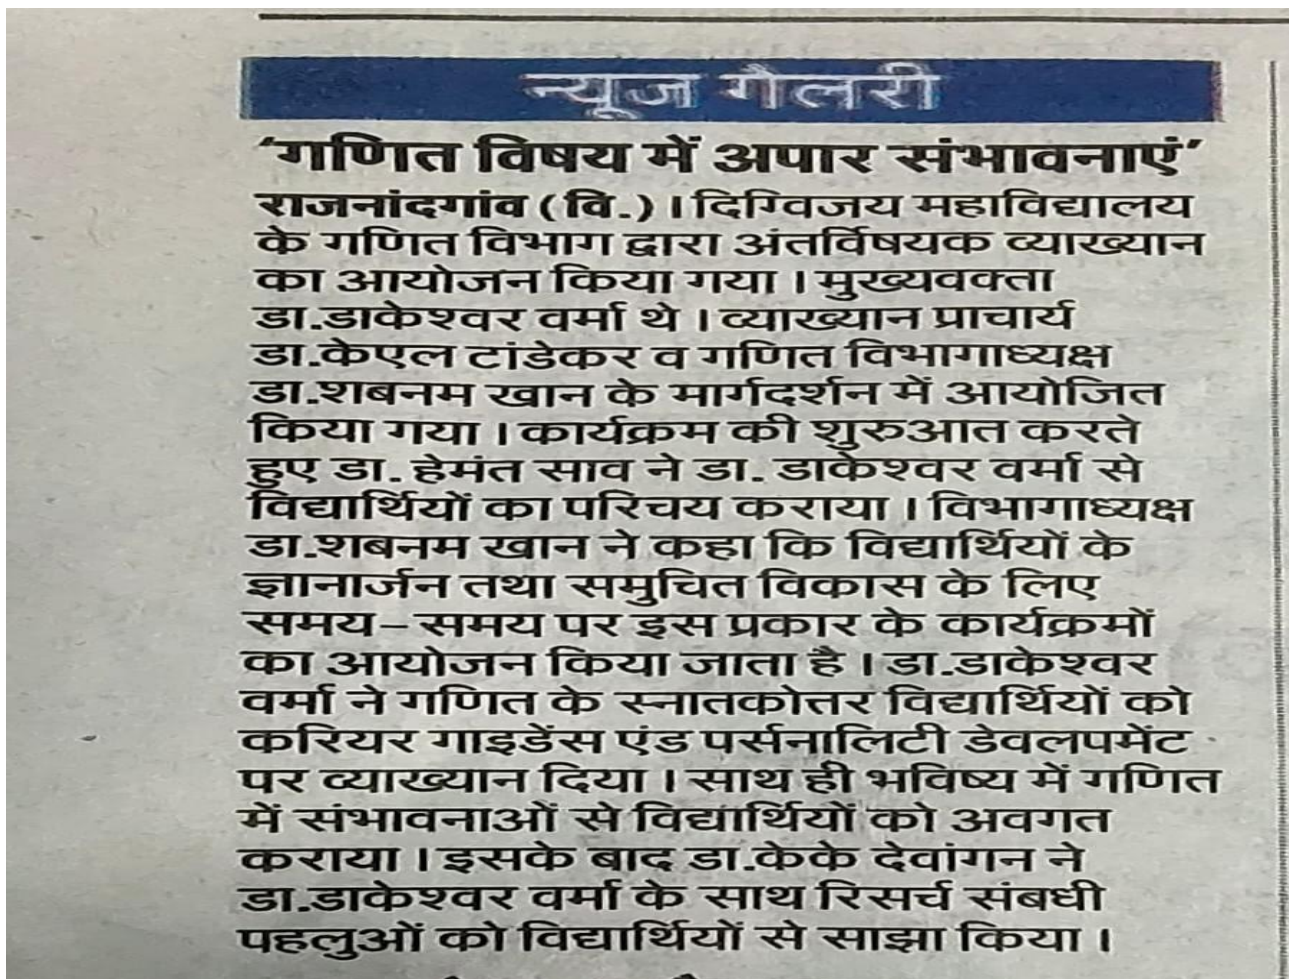 न्यूज गैलरी
‘गणित विषय में अपार संभावनाएं’
राजनांदगांव (वि.) । दिग्विजय महाविद्यालय
के गणित विभाग द्वारा अंतर्विषयक व्याख्यान
का आयोजन किया गया । मुख्यवक्ता
डा.डाकेश्वर वर्मा थे । व्याख्यान प्राचार्य
डा.केएल टांडेकर व गणित विभागाध्यक्ष
डा.शबनम खान के मार्गदर्शन में आयोजित
किया गया । कार्यक्रम की शुरुआत करते
हुए डा. हेमंत साव ने डा. डाकेश्वर वर्मा से
विद्यार्थियों का परिचय कराया । विभागाध्यक्ष
डा.शबनम खान ने कहा कि विद्यार्थियों के
ज्ञानार्जन तथा समुचित विकास के लिए
समय-समय पर इस प्रकार के कार्यक्रमों
का आयोजन किया जाता है । डा.डाकेश्वर
वर्मा ने गणित के स्नातकोत्तर विद्यार्थियों को
करियर गाइडेंस एंड पर्सनालिटी डेवलपमेंट
पर व्याख्यान दिया । साथ ही भविष्य में गणित
में संभावनाओं से विद्यार्थियों को अवगत
कराया । इसके बाद डा.केके देवांगन ने
डा.डाकेश्वर वर्मा के साथ रिसर्च संबधी
पहलुओं को विद्यार्थियों से साझा किया ।